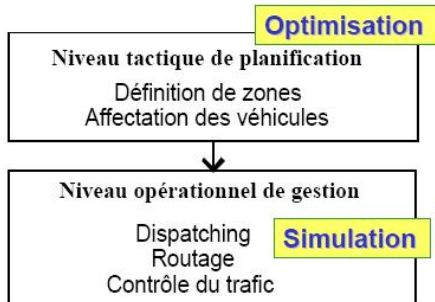 Optimisation
Niveau tactique de planification
Définition de zones
Affectation des véhicules
Niveau opérationnel de gestion
Dispatching
Simulation
Routage
Contrôle du trafic